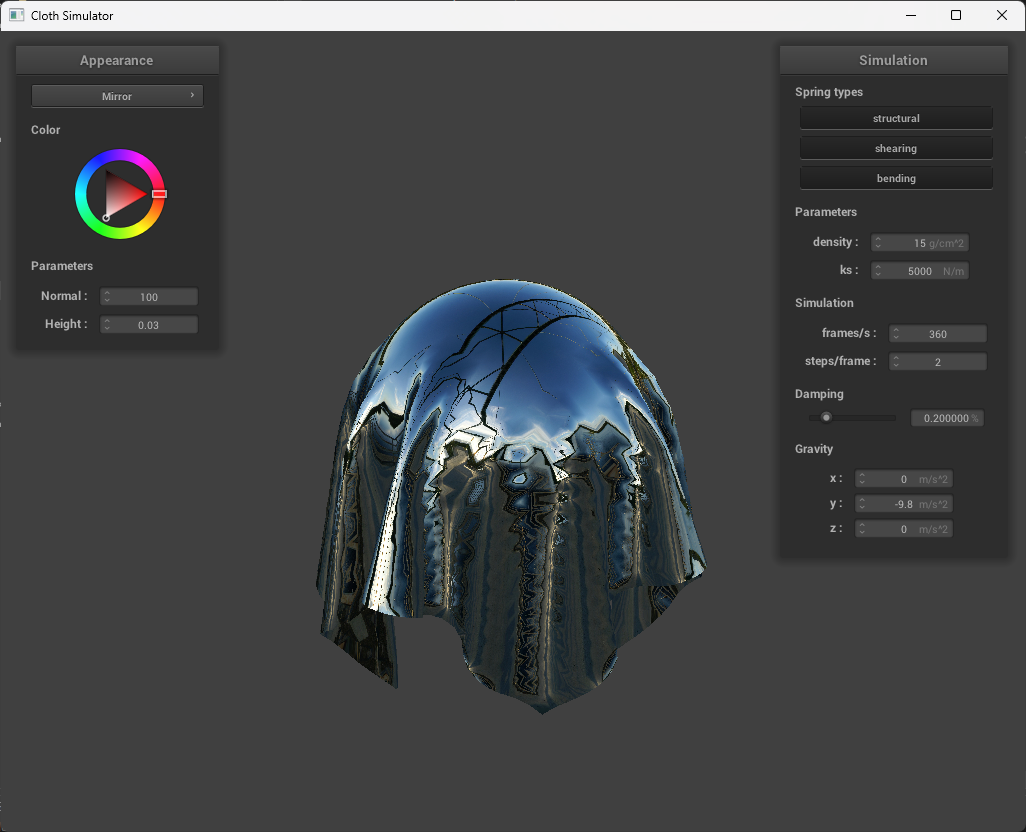 Cloth Simulator
Appearance
Mirror
Color
Parameters
Normal : 100
Height : 0.03
Simulation
Spring types
structural
shearing
bending
Parameters
density : 15 g/cm^2
ks : 5000 N/m
Simulation
frames/s : 360
steps/frame : 2
Damping
0.200000 %
Gravity
x : 0 m/s^2
y : -9.8 m/s^2
z : 0 m/s^2